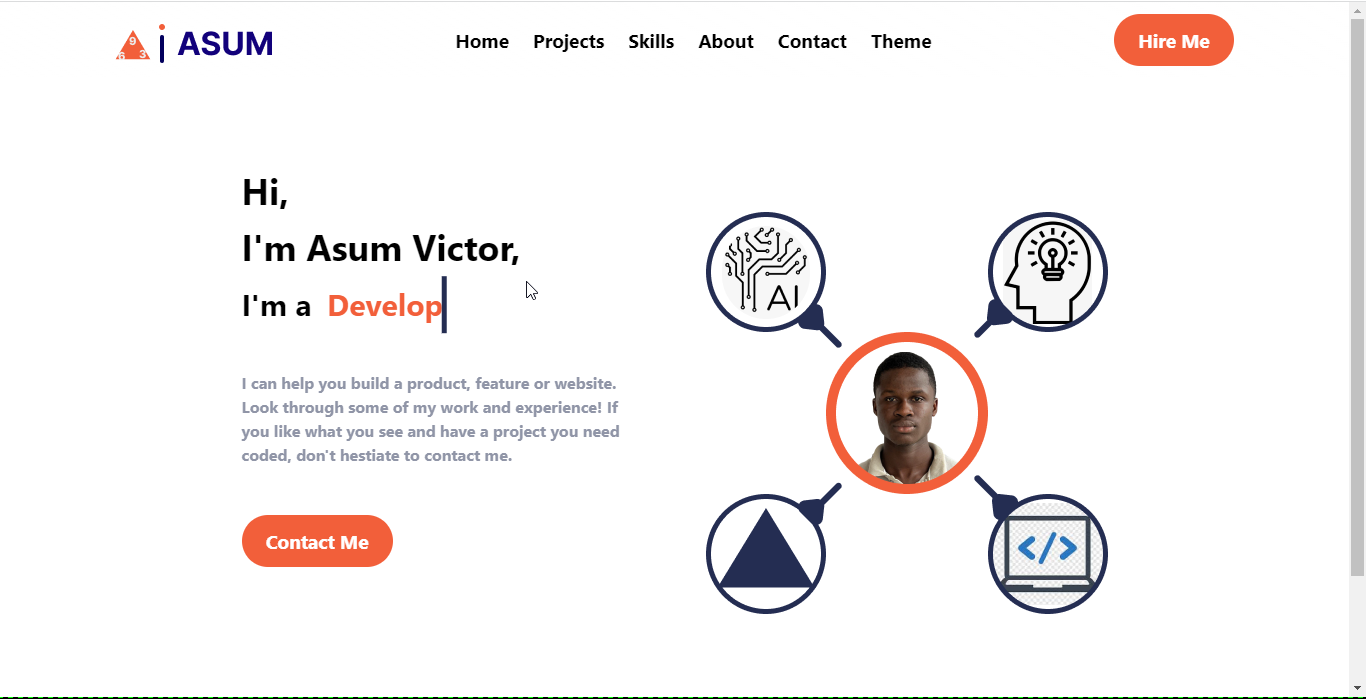 9
6 3
ASUM
Home Projects Skills About Contact Theme
Hire Me
Hi,
I'm Asum Victor,
I'm a Develop
I can help you build a product, feature or website.
Look through some of my work and experience! If
you like what you see and have a project you need
coded, don't hestiate to contact me.
Contact Me
AI
</>